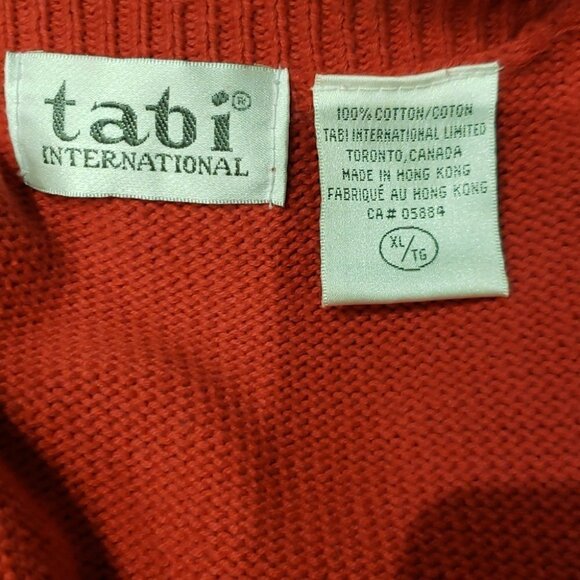 tabi®
INTERNATIONAL
100% COTTON/COTON
TABI INTERNATIONAL LIMITED
TORONTO, CANADA
MADE IN HONG KONG
FABRIQUÉ AU HONG KONG
CA# 05884
XL/TG